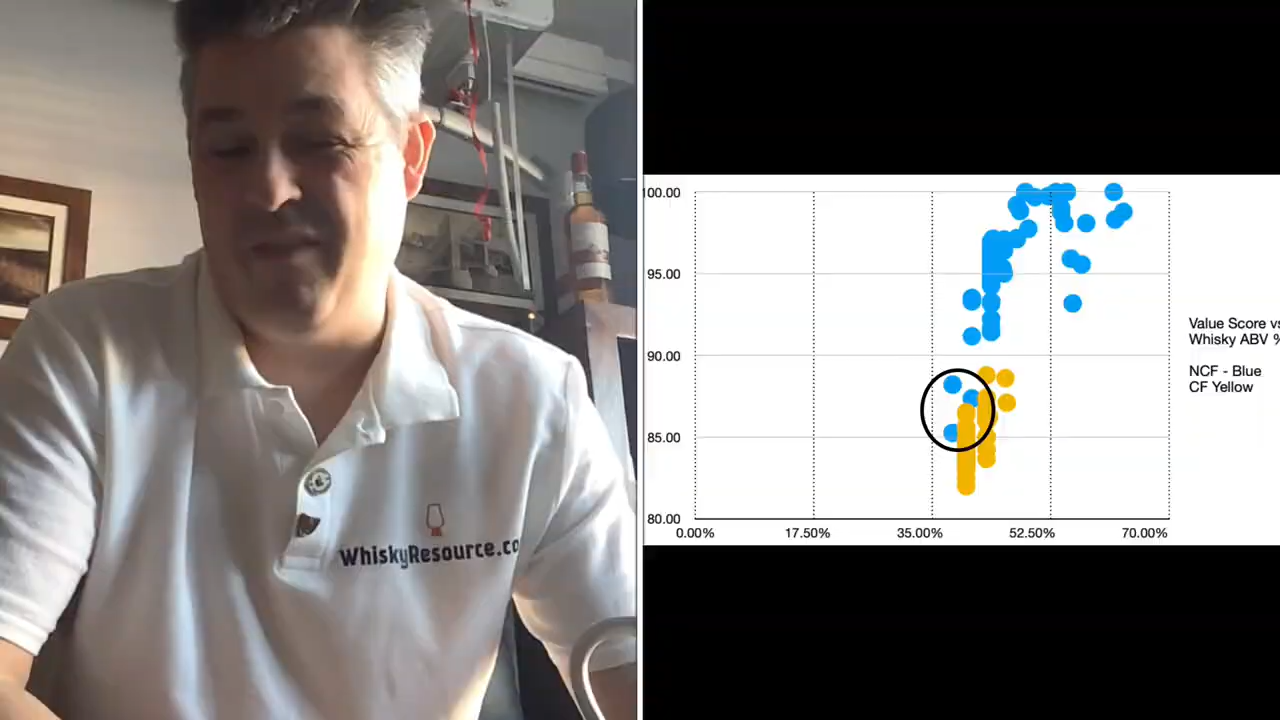 WhiskyResource.co
100.00
95.00
90.00
85.00
80.00
0.00%
17.50%
35.00%
52.50%
70.00%
Value Score vs
Whisky ABV %
NCF - Blue
CF Yellow